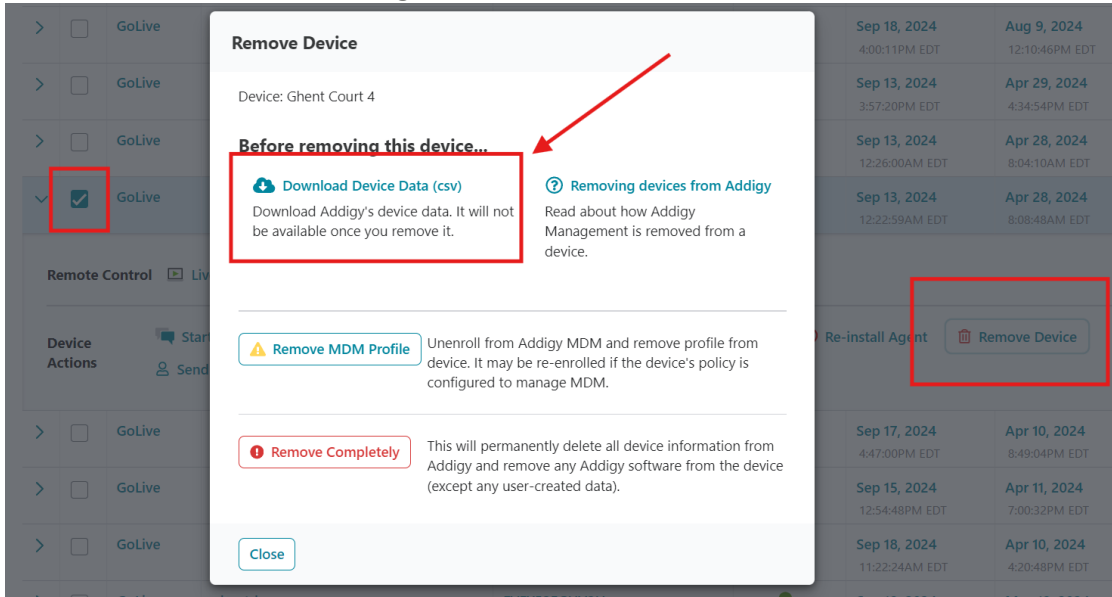 GoLive
Sep 18, 2024
Aug 9, 2024
4:00:11PM EDT
12:10:46PM EDT
Remove Device
GoLive
Sep 13, 2024
Apr 29, 2024
3:57:20PM EDT
4:34:54PM EDT
Device: Ghent Court 4
GoLive
Sep 13, 2024
Apr 28, 2024
12:26:00AM EDT
8:04:10AM EDT
Before removing this device...
GoLive
Sep 13, 2024
Apr 28, 2024
12:22:59AM EDT
8:08:48AM EDT
Download Device Data (csv)
Download Addigy's device data. It will not
be available once you remove it.
Removing devices from Addigy
Read about how Addigy
Management is removed from a
device.
Remote Control
Device
Actions
Send
Re-install Agent
Remove Device
Remove MDM Profile
Unenroll from Addigy MDM and remove profile from
device. It may be re-enrolled if the device's policy is
configured to manage MDM.
GoLive
Sep 17, 2024
Apr 10, 2024
4:47:00PM EDT
8:49:04PM EDT
Remove Completely
This will permanently delete all device information from
Addigy and remove any Addigy software from the device
(except any user-created data).
GoLive
Sep 15, 2024
Apr 11, 2024
12:54:48PM EDT
7:00:32PM EDT
GoLive
Sep 18, 2024
Apr 10, 2024
11:22:24AM EDT
4:20:48PM EDT
Close